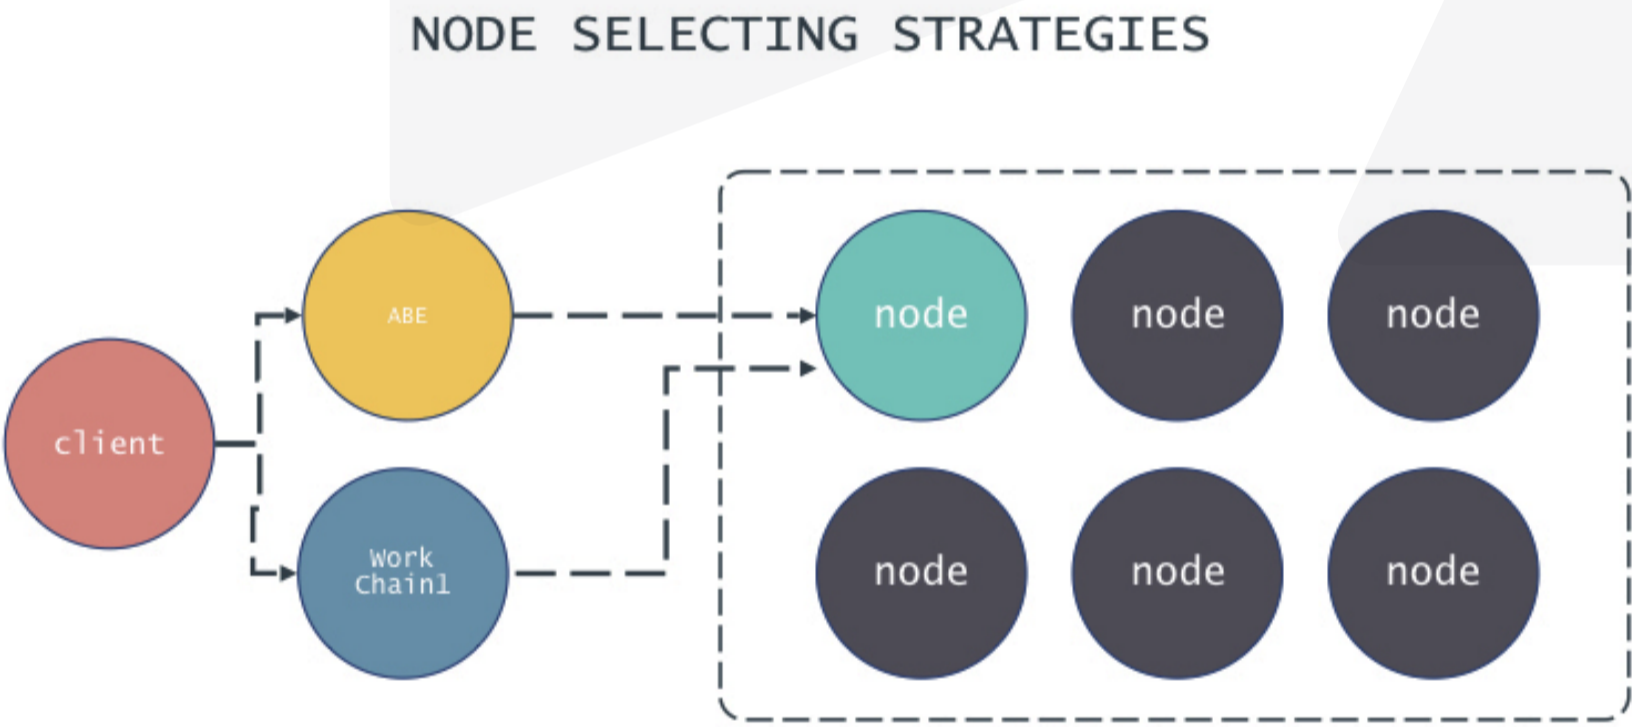 NODE SELECTING STRATEGIES
ABE
node
node
node
client
Work
Chain1
node
node
node